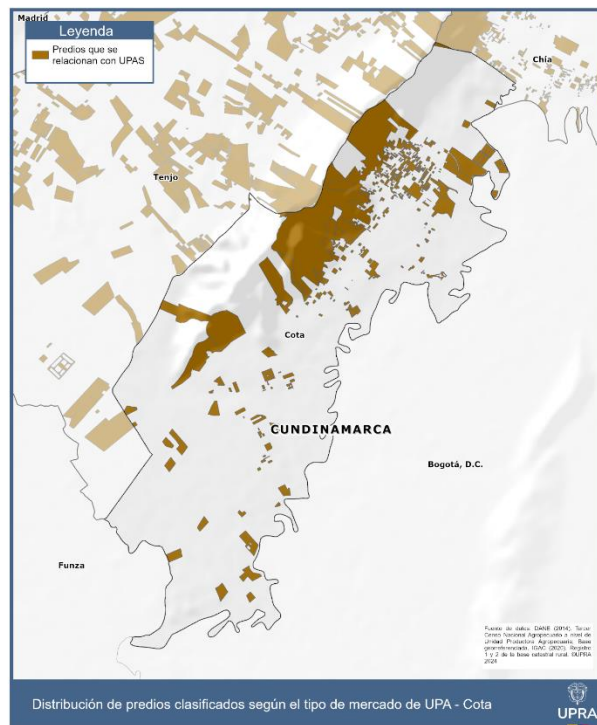 Madrid
Leyenda
Predios que se
relacionan con UPAS
Chía
Tenjo
Cota
CUNDINAMARCA
Bogotá, D.C.
Funza
Fuente de datos: DANE (2014). Tercer
Censo Nacional Agropecuario a nivel de
Unidad Productora Agropecuaria. Base
georreferenciada. IGAC (2020). Registro
1 y 2 de la base catastral rural. ©UPRA
2024
Distribución de predios clasificados según el tipo de mercado de UPA - Cota
UPRA